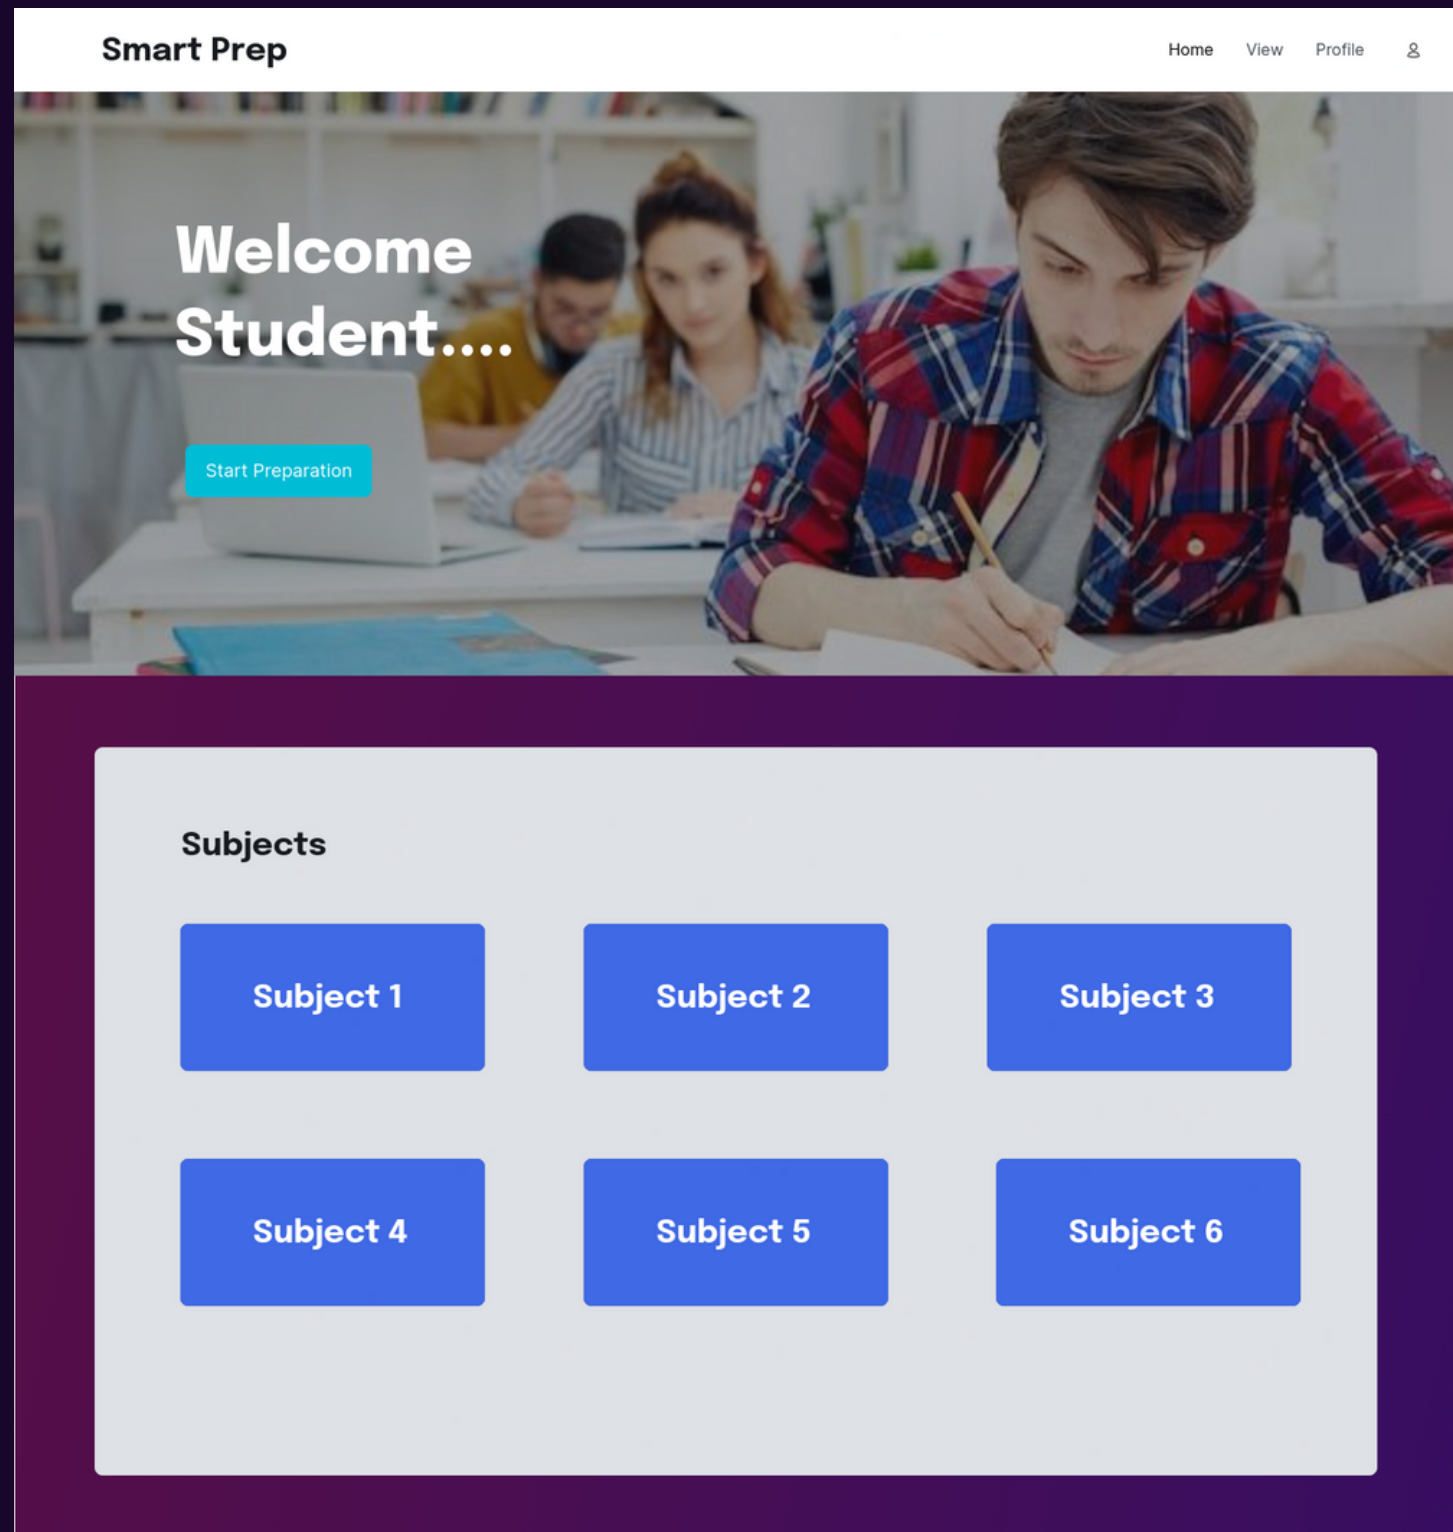 Smart Prep
Home View Profile
Welcome
Student....
Start Preparation
Subjects
Subject 1 Subject 2 Subject 3
Subject 4 Subject 5 Subject 6